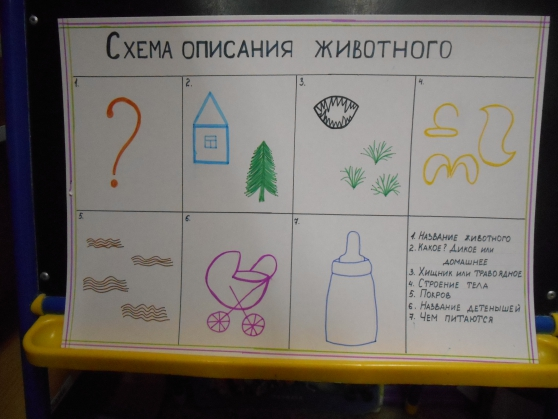 СХЕМА ОПИСАНИЯ ЖИВОТНОГО
1.
2.
3.
4.
?
5.
6.
7.
1. НАЗВАНИЕ ЖИВОТНОГО
2. КАКОЕ? ДИКОЕ ИЛИ
ДОМАШНЕЕ
3. ХИЩНИК ИЛИ ТРАВОЯДНОЕ
4. СТРОЕНИЕ ТЕЛА
5. ПОКРОВ
6. НАЗВАНИЕ ДЕТЕНЫШЕЙ
7. ЧЕМ ПИТАЮТСЯ